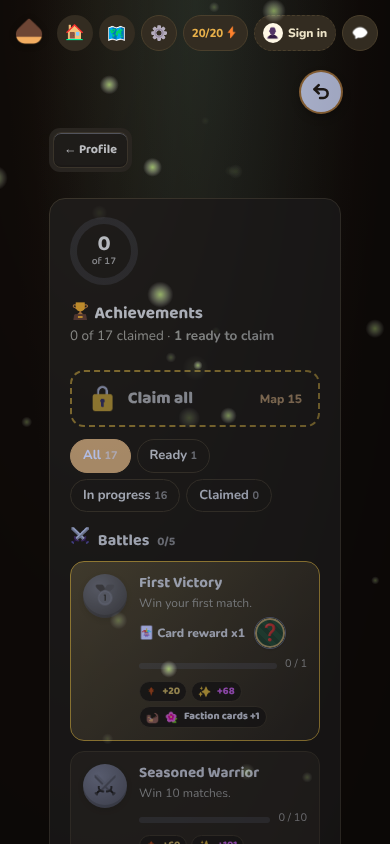 20/20
Sign in
← Profile
0
of 17
Achievements
0 of 17 claimed · 1 ready to claim
Claim all
Map 15
All 17
Ready 1
In progress 16
Claimed 0
Battles 0/5
1
First Victory
Win your first match.
Card reward x1
0 / 1
+20
+68
Faction cards +1
Seasoned Warrior
Win 10 matches.
0 / 10